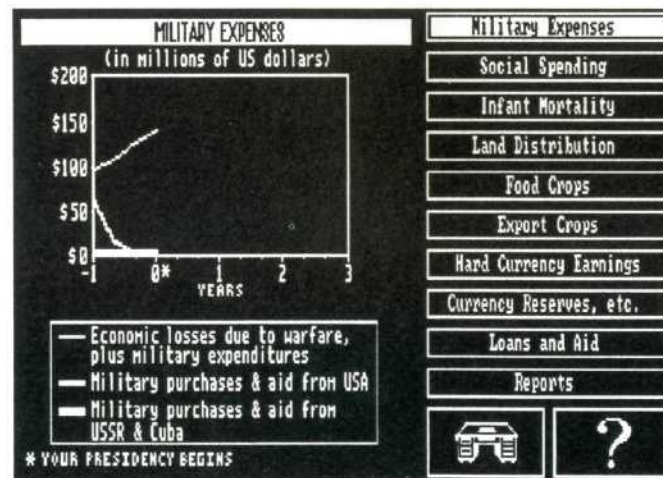 MILITARY EXPENSES
(in millions of US dollars)
$200
$150
$100
$50
$0
-1 0* 1 2 3
YEARS
Economic losses due to warfare,
plus military expenditures
Military purchases & aid from USA
Military purchases & aid from
USSR & Cuba
* YOUR PRESIDENCY BEGINS
Military Expenses
Social Spending
Infant Mortality
Land Distribution
Food Crops
Export Crops
Hard Currency Earnings
Currency Reserves, etc.
Loans and Aid
Reports
?